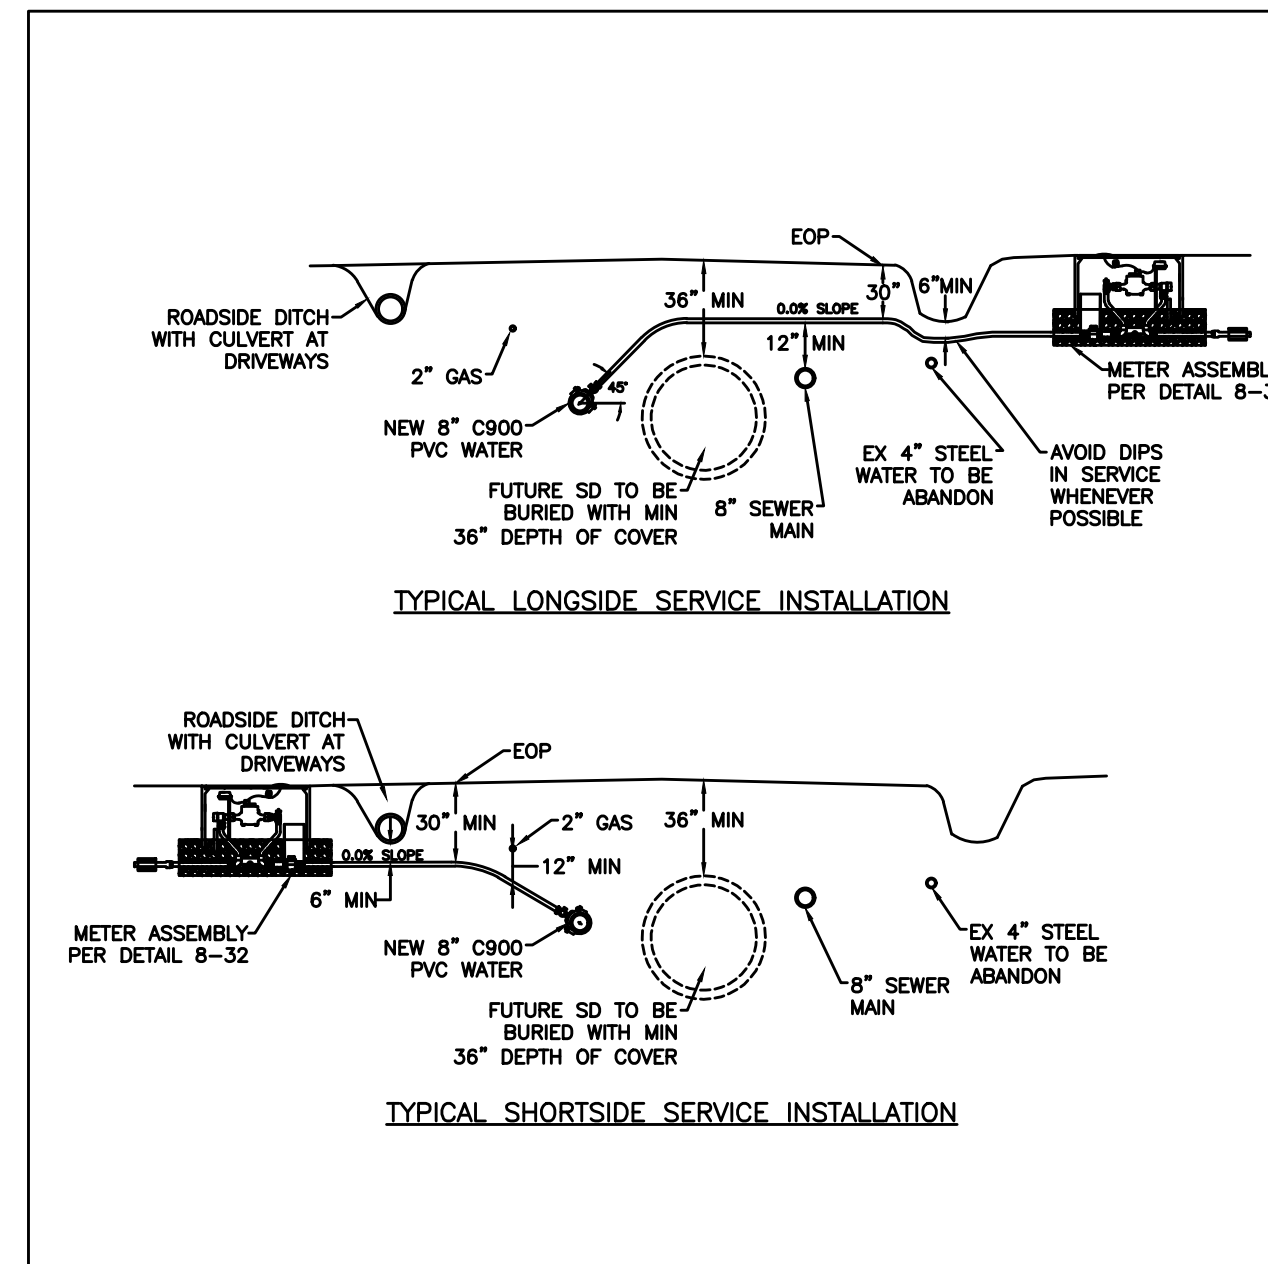 EOP
6”MIN
30”
36” MIN
0.0% SLOPE
ROADSIDE DITCH
WITH CULVERT AT
DRIVEWAYS
12” MIN
2” GAS
45°
METER ASSEMBL
PER DETAIL 8-3
NEW 8” C900
PVC WATER
EX 4” STEEL
WATER TO BE
ABANDON
AVOID DIPS
IN SERVICE
WHENEVER
POSSIBLE
FUTURE SD TO BE
BURIED WITH MIN
36” DEPTH OF COVER
8” SEWER
MAIN
TYPICAL LONGSIDE SERVICE INSTALLATION
ROADSIDE DITCH
WITH CULVERT AT
DRIVEWAYS
EOP
30” MIN
2” GAS
36” MIN
0.0% SLOPE
12” MIN
6” MIN
METER ASSEMBLY
PER DETAIL 8-32
NEW 8” C900
PVC WATER
EX 4” STEEL
WATER TO BE
ABANDON
8” SEWER
MAIN
FUTURE SD TO BE
BURIED WITH MIN
36” DEPTH OF COVER
TYPICAL SHORTSIDE SERVICE INSTALLATION